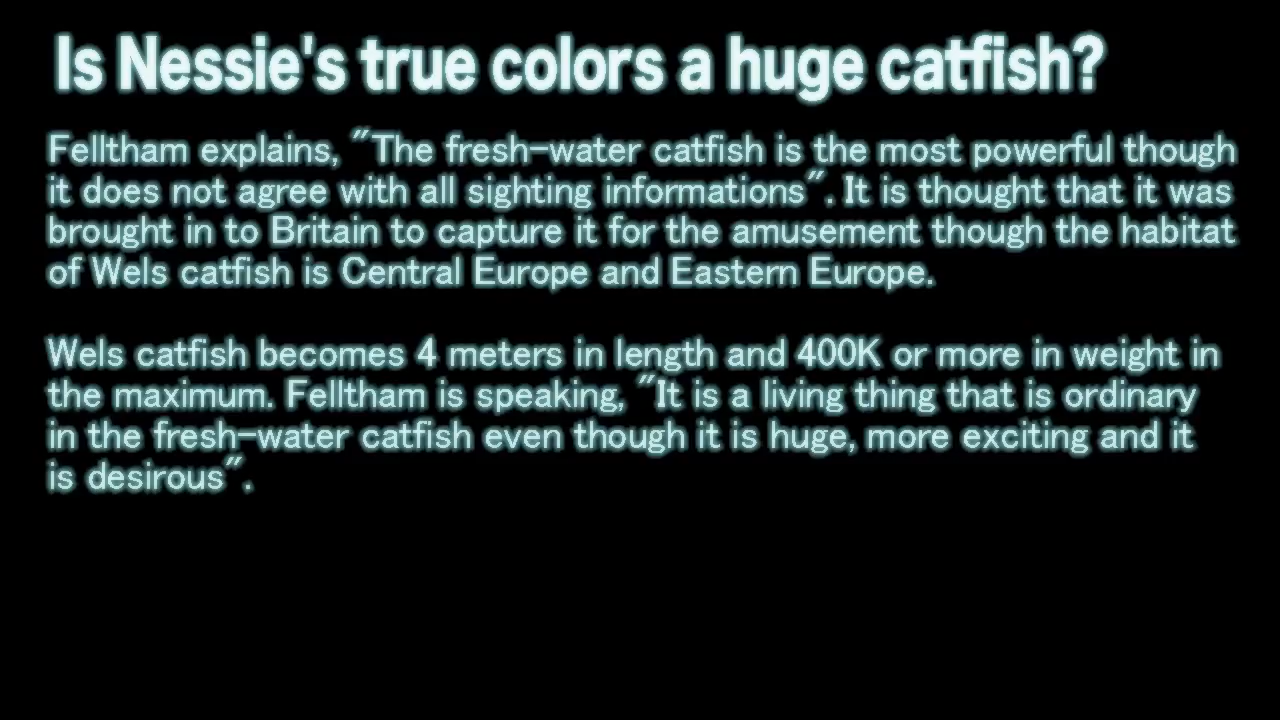 Is Nessie's true colors a huge catfish?
Felltham explains, "The fresh-water catfish is the most powerful though
it does not agree with all sighting informations". It is thought that it was
brought in to Britain to capture it for the amusement though the habitat
of Wels catfish is Central Europe and Eastern Europe.
Wels catfish becomes 4 meters in length and 400K or more in weight in
the maximum. Felltham is speaking, "It is a living thing that is ordinary
in the fresh-water catfish even though it is huge, more exciting and it
is desirous".